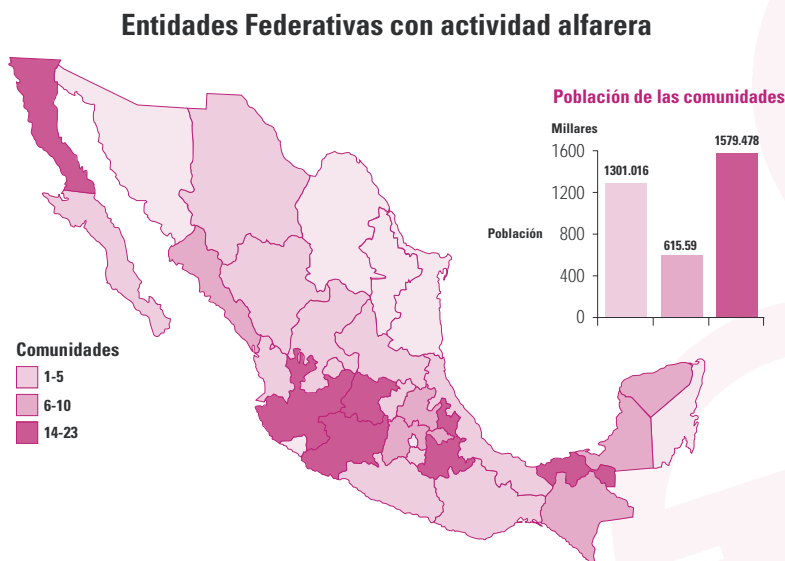 Entidades Federativas con actividad alfarera
Población de las comunidades
Millares
1600
1200
800
400
0
Población
1301.016
615.59
1579.478
Comunidades
1-5
6-10
14-23